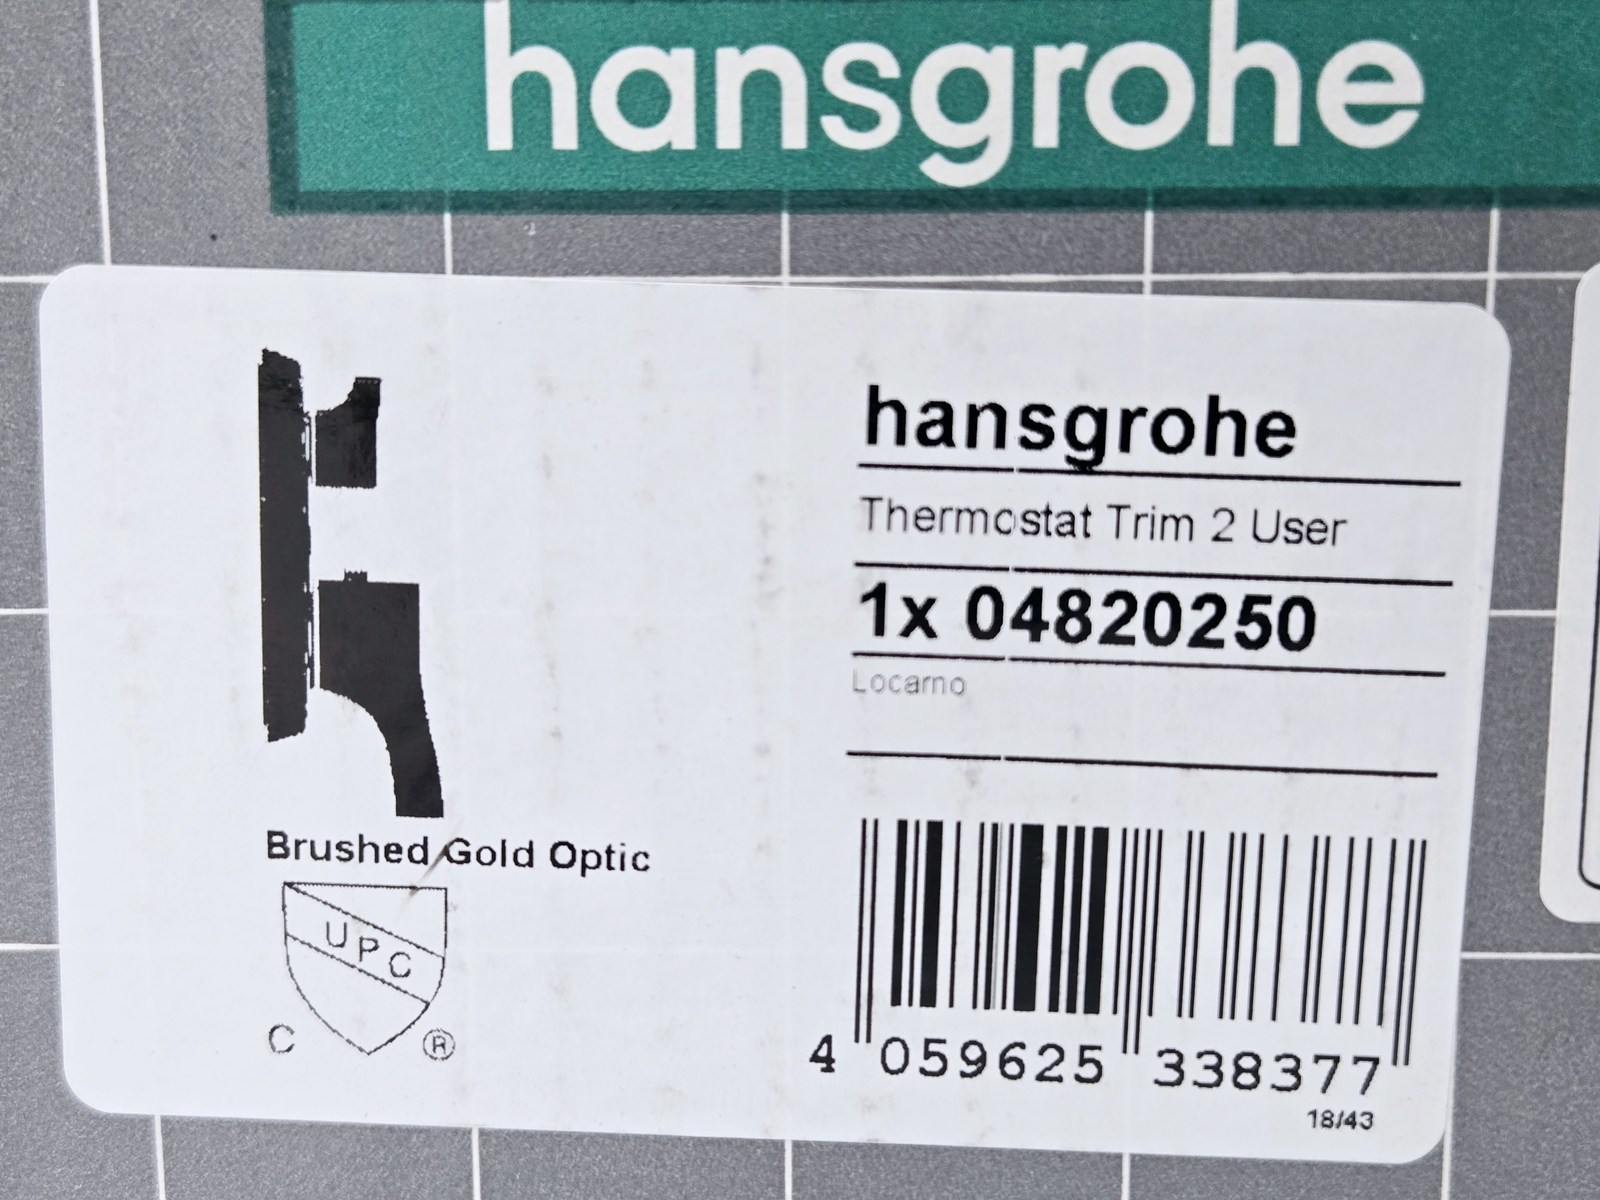 hansgrohe
hansgrohe
Thermostat Trim 2 User
1x 04820250
Locarno
Brushed Gold Optic
UPC
C ®
4 059625 338377
18/43